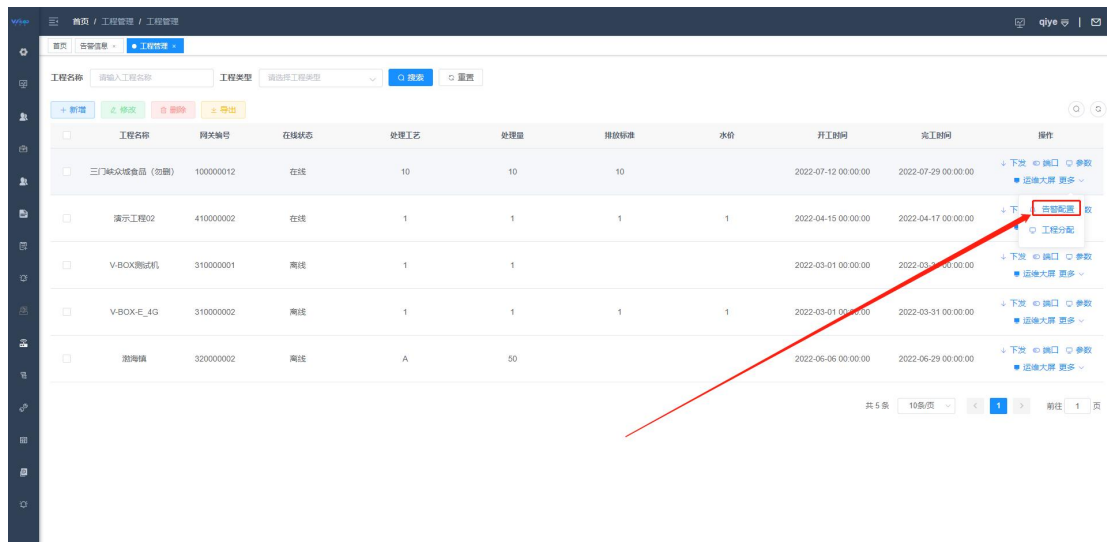 首页 / 工程管理 / 工程管理
qiye
首页 告警信息 × 工程管理 ×
工程名称 请输入工程名称 工程类型 请选择工程类型 搜索 重置
+ 新增 修改 删除 导出
工程名称 网关编号 在线状态 处理工艺 处理量 排放标准 水价 开工时间 完工时间 操作
三门峡众城食品（勿删） 100000012 在线 10 10 10 2022-07-12 00:00:00 2022-07-29 00:00:00 下发 端口 参数
运维大屏 更多
演示工程02 410000002 在线 1 1 1 1 2022-04-15 00:00:00 2022-04-17 00:00:00 下 告警配置 数
工程分配
V-BOX测试机 310000001 离线 1 1 2022-03-01 00:00:00 下发 端口 参数
运维大屏 更多
V-BOX-E_4G 310000002 离线 1 1 1 1 2022-03-01 00:00:00 2022-03-31 00:00:00 下发 端口 参数
运维大屏 更多
渤海镇 320000002 离线 A 50 2022-06-06 00:00:00 2022-06-29 00:00:00 下发 端口 参数
运维大屏 更多
共 5 条 10条/页 < 1 > 前往 1 页